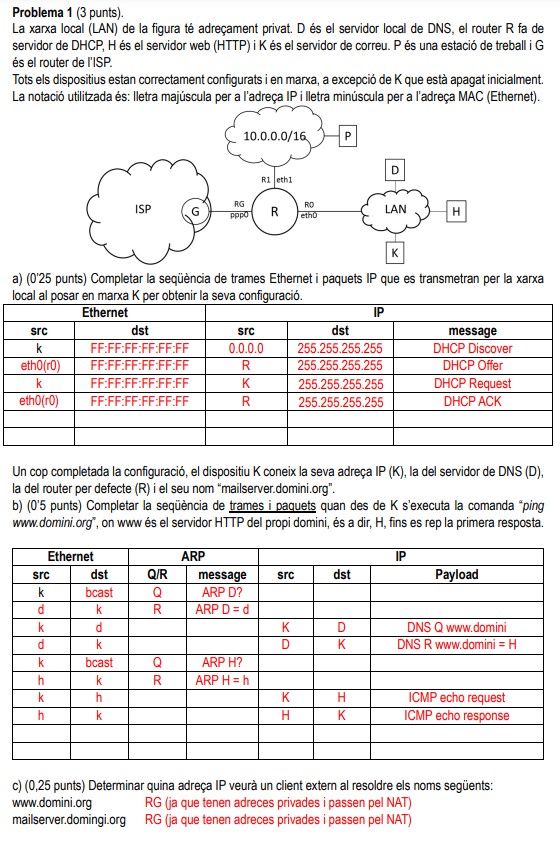 Problema 1 (3 punts).
La xarxa local (LAN) de la figura té adreçament privat. D és el servidor local de DNS, el router R fa de
servidor de DHCP, H és el servidor web (HTTP) i K és el servidor de correu. P és una estació de treball i G
és el router de l'ISP.
Tots els dispositius estan correctament configurats i en marxa, a excepció de K que està apagat inicialment.
La notació utilitzada és: lletra majúscula per a l'adreça IP i lletra minúscula per a l'adreça MAC (Ethernet).
10.0.0.0/16 P
R1 eth1
D
ISP G RG pppo R R0 eth0 LAN H
K
a) (0'25 punts) Completar la seqüència de trames Ethernet i paquets IP que es transmetran per la xarxa
local al posar en marxa K per obtenir la seva configuració.
Ethernet IP
src dst src dst message
k FF:FF:FF:FF:FF:FF 0.0.0.0 255.255.255.255 DHCP Discover
eth0(r0) FF:FF:FF:FF:FF:FF R 255.255.255.255 DHCP Offer
k FF:FF:FF:FF:FF:FF K 255.255.255.255 DHCP Request
eth0(r0) FF:FF:FF:FF:FF:FF R 255.255.255.255 DHCP ACK
Un cop completada la configuració, el dispositiu K coneix la seva adreça IP (K), la del servidor de DNS (D),
la del router per defecte (R) i el seu nom "mailserver.domini.org".
b) (0'5 punts) Completar la seqüència de trames i paquets quan des de K s'executa la comanda "ping
www.domini.org", on www és el servidor HTTP del propi domini, és a dir, H, fins es rep la primera resposta.
Ethernet ARP IP
src dst Q/R message src dst Payload
k bcast Q ARP D?
d k R ARP D = d
k d K D DNS Q www.domini
d k D K DNS R www.domini = H
k bcast Q ARP H?
h k R ARP H = h
k h K H ICMP echo request
h k H K ICMP echo response
c) (0,25 punts) Determinar quina adreça IP veurà un client extern al resoldre els noms següents:
www.domini.org RG (ja que tenen adreces privades i passen pel NAT)
mailserver.domingi.org RG (ja que tenen adreces privades i passen pel NAT)